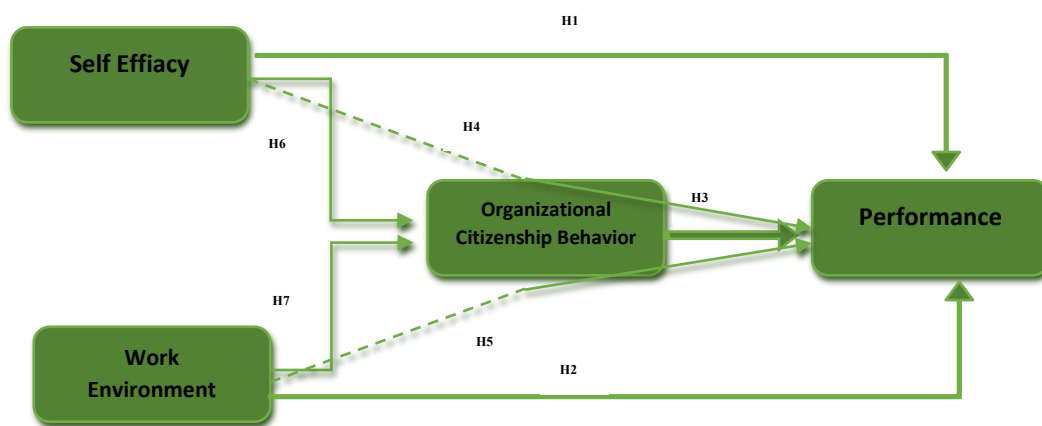 H1
Self Effiacy
H4
H6
H3
Organizational
Citizenship Behavior
Performance
H7
H5
Work
Environment
H2